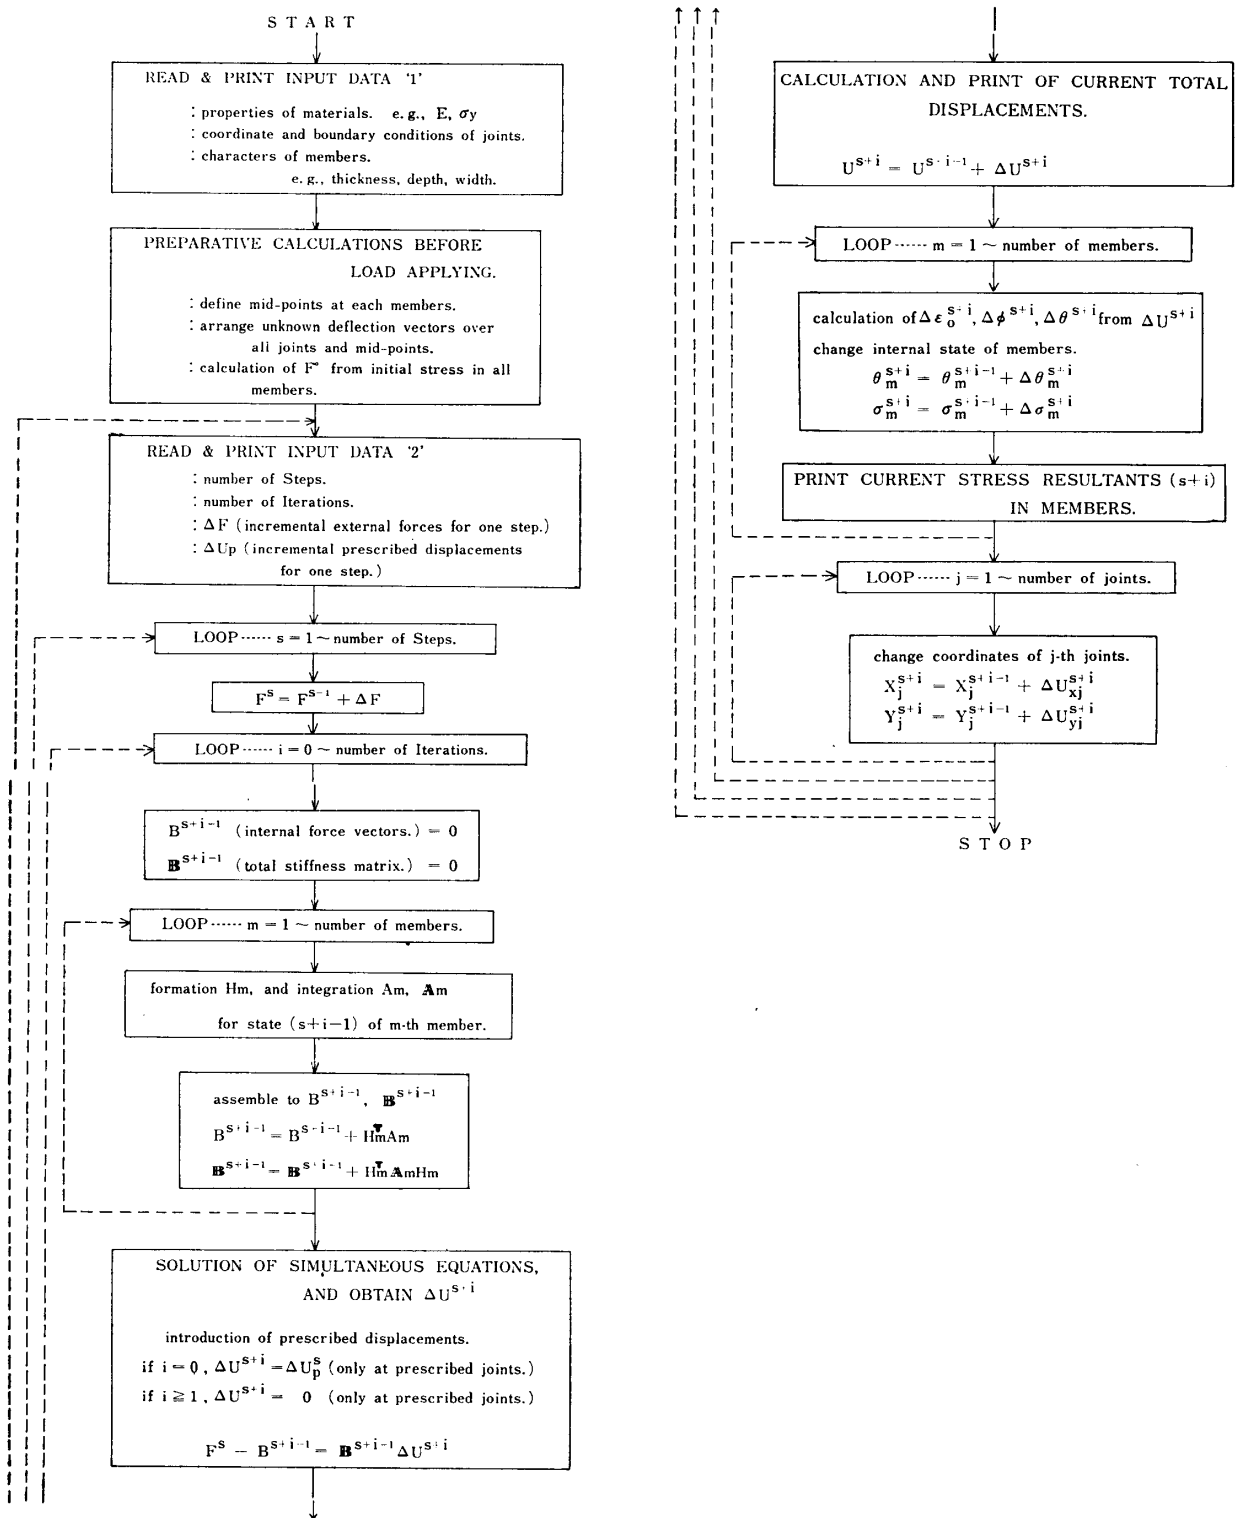 START
READ & PRINT INPUT DATA '1'
: properties of materials. e.g., E, σy
: coordinate and boundary conditions of joints.
: characters of members.
e.g., thickness, depth, width.
PREPARATIVE CALCULATIONS BEFORE
LOAD APPLYING.
: define mid-points at each members.
: arrange unknown deflection vectors over
all joints and mid-points.
: calculation of F° from initial stress in all
members.
READ & PRINT INPUT DATA '2'
: number of Steps.
: number of Iterations.
: ΔF (incremental external forces for one step.)
: ΔUp (incremental prescribed displacements
for one step.)
LOOP ······ s = 1 ~ number of Steps.
F^s = F^{s-1} + ΔF
LOOP ······ i = 0 ~ number of Iterations.
B^{s+i-1} (internal force vectors.) = 0
𝐁^{s+i-1} (total stiffness matrix.) = 0
LOOP ······ m = 1 ~ number of members.
formation Hm, and integration Am, 𝐀m
for state (s+i−1) of m-th member.
assemble to B^{s+i-1}, 𝐁^{s+i-1}
B^{s+i-1} = B^{s+i-1} + H_m^T Am
𝐁^{s+i-1} = 𝐁^{s+i-1} + H_m^T 𝐀mHm
SOLUTION OF SIMULTANEOUS EQUATIONS,
AND OBTAIN ΔU^{s+i}
introduction of prescribed displacements.
if i = 0, ΔU^{s+i} = ΔU_p^s (only at prescribed joints.)
if i ≧ 1, ΔU^{s+i} = 0 (only at prescribed joints.)
F^s − B^{s+i-1} = 𝐁^{s+i-1} ΔU^{s+i}
CALCULATION AND PRINT OF CURRENT TOTAL
DISPLACEMENTS.
U^{s+i} = U^{s+i-1} + ΔU^{s+i}
LOOP ······ m = 1 ~ number of members.
calculation of Δε_o^{s+i}, Δϕ^{s+i}, Δθ^{s+i} from ΔU^{s+i}
change internal state of members.
θ_m^{s+i} = θ_m^{s+i-1} + Δθ_m^{s+i}
σ_m^{s+i} = σ_m^{s+i-1} + Δσ_m^{s+i}
PRINT CURRENT STRESS RESULTANTS (s+i)
IN MEMBERS.
LOOP ······ j = 1 ~ number of joints.
change coordinates of j-th joints.
X_j^{s+i} = X_j^{s+i-1} + ΔU_{xj}^{s+i}
Y_j^{s+i} = Y_j^{s+i-1} + ΔU_{yj}^{s+i}
STOP